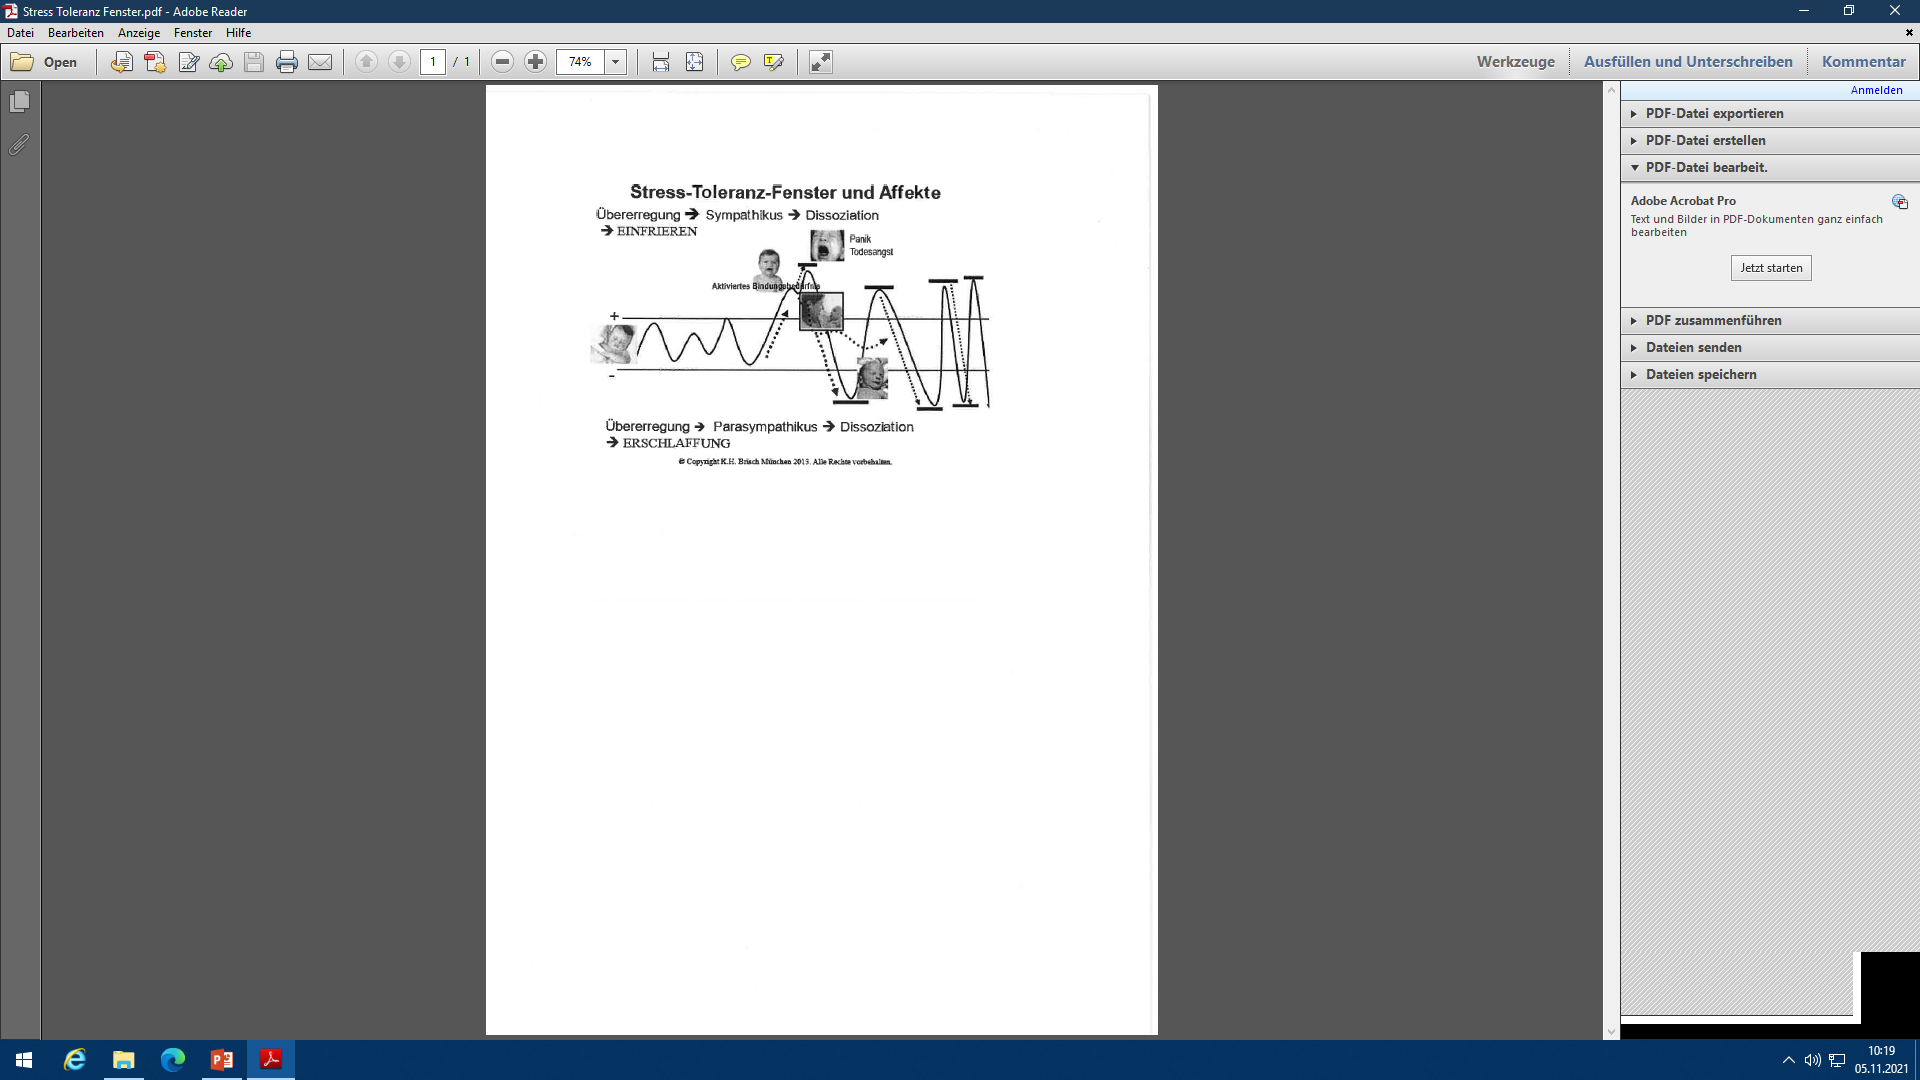 Stress Toleranz Fenster.pdf - Adobe Reader
Datei Bearbeiten Anzeige Fenster Hilfe
Open 1 / 1 74% Werkzeuge Ausfüllen und Unterschreiben Kommentar
Anmelden
PDF-Datei exportieren
PDF-Datei erstellen
PDF-Datei bearbeit.
Adobe Acrobat Pro
Text und Bilder in PDF-Dokumenten ganz einfach
bearbeiten
Jetzt starten
PDF zusammenführen
Dateien senden
Dateien speichern
Stress-Toleranz-Fenster und Affekte
Übererregung ➔ Sympathikus ➔ Dissoziation
➔ EINFRIEREN
Panik
Todesangst
Aktiviertes Bindungsbedürfnis
+
-
Übererregung ➔ Parasympathikus ➔ Dissoziation
➔ ERSCHLAFFUNG
© Copyright K.H. Brisch München 2013. Alle Rechte vorbehalten.
10:19
05.11.2021